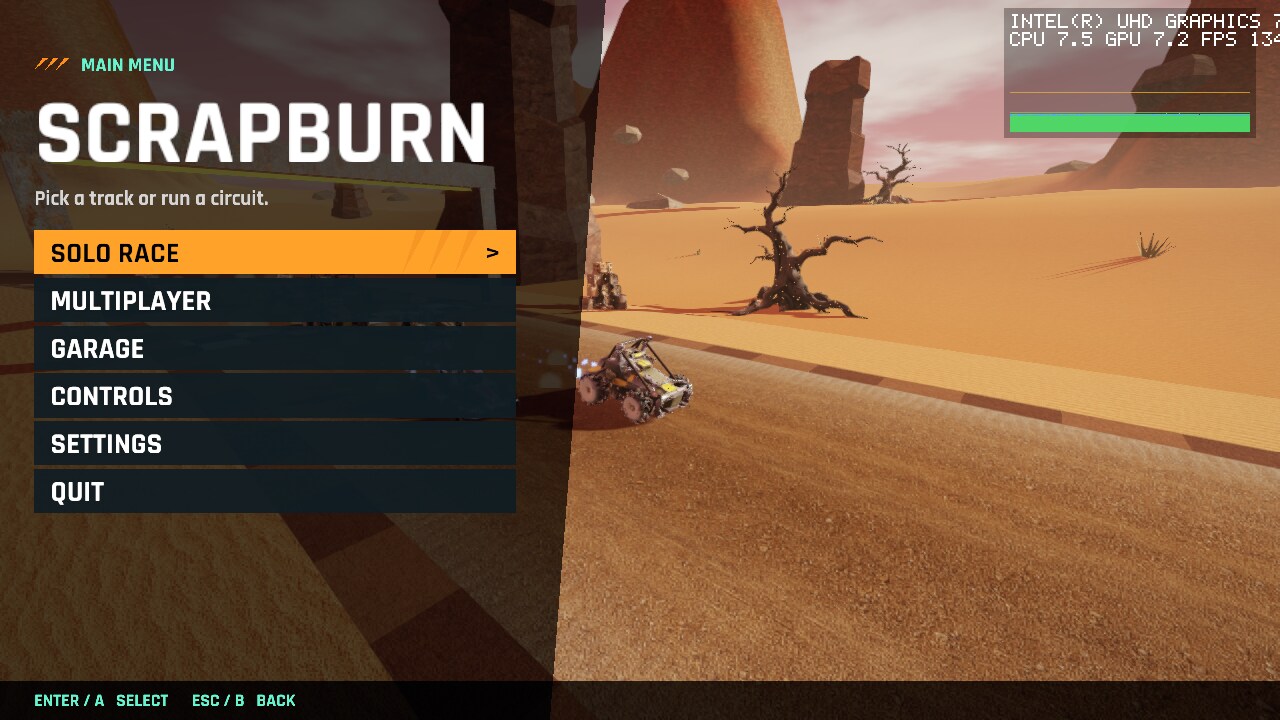 MAIN MENU
SCRAPBURN
Pick a track or run a circuit.
SOLO RACE >
MULTIPLAYER
GARAGE
CONTROLS
SETTINGS
QUIT
ENTER / A SELECT ESC / B BACK
INTEL(R) UHD GRAPHICS
CPU 7.5 GPU 7.2 FPS 134